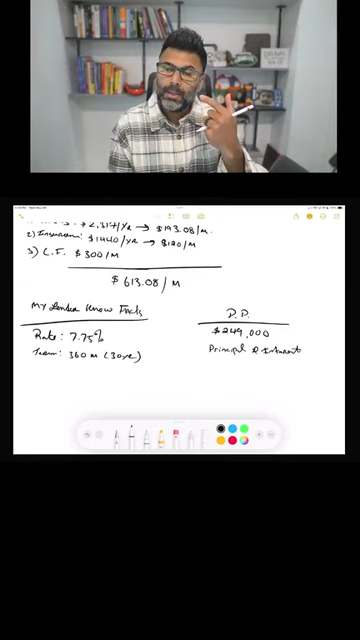 $2,317/YR → $193.08/M.
2) Insurance: $1440/YR → $120/M
3) C.F. $300/M
$613.08/M
My Lender Know Facts
Rate: 7.75%
Term: 360 M (30YR)
D.P.
$249,000
Principal & Interest